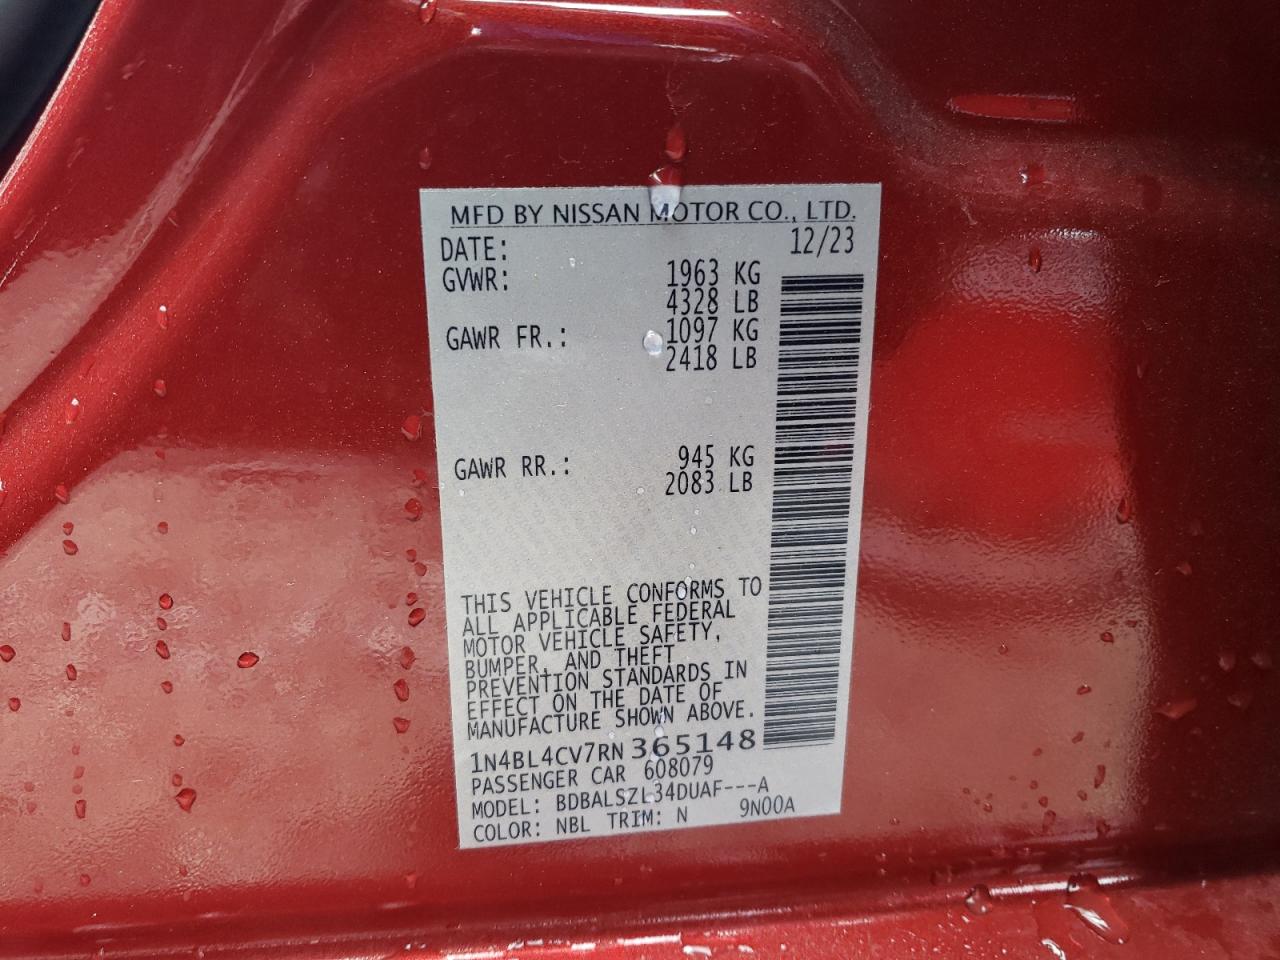 MFD BY NISSAN MOTOR CO., LTD.
DATE: 12/23
GVWR: 1963 KG
4328 LB
GAWR FR.: 1097 KG
2418 LB
GAWR RR.: 945 KG
2083 LB
THIS VEHICLE CONFORMS TO
ALL APPLICABLE FEDERAL
MOTOR VEHICLE SAFETY,
BUMPER, AND THEFT
PREVENTION STANDARDS IN
EFFECT ON THE DATE OF
MANUFACTURE SHOWN ABOVE.
1N4BL4CV7RN365148
PASSENGER CAR 608079
MODEL: BDBALSZL34DUAF---A
COLOR: NBL TRIM: N 9N00A